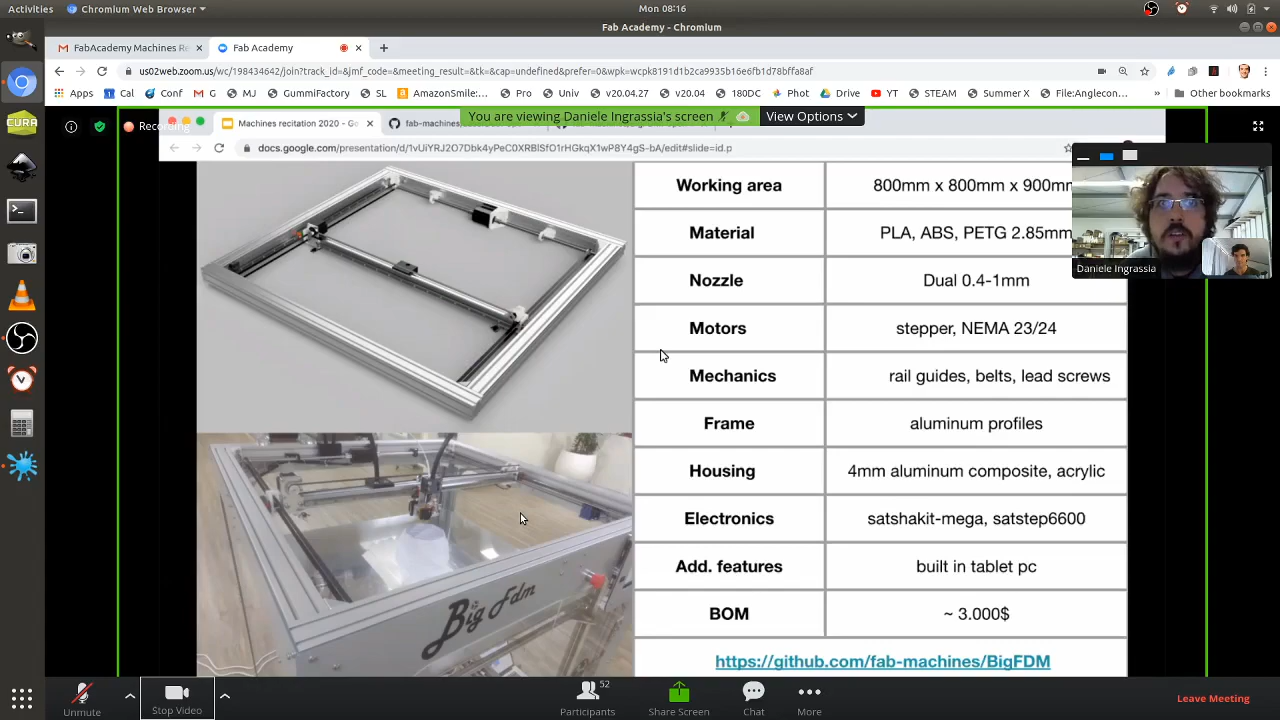 Activities
Chromium Web Browser
Mon 08:16
Fab Academy - Chromium
FabAcademy Machines Re
Fab Academy
us02web.zoom.us/wc/198434642/join?track_id=&jmf_code=&meeting_result=&tk=&cap=undefined&prefer=0&wpk=wcpk8191d1b2ca9935b16e6fb1d78bffa8af
Apps
Cal
Conf
G
MJ
GummiFactory
SL
AmazonSmile:...
Pro
Univ
v20.04.27
v20.04
180DC
Phot
Drive
YT
STEAM
Summer X
File:Anglecon...
»
Other bookmarks
Recording
Machines recitation 2020 - Go
fab-machines
You are viewing Daniele Ingrassia's screen
View Options
docs.google.com/presentation/d/1vUiYRJ2O7Dbk4yPeC0XRBlSfO1rHGkqX1wP8Y4gS-bA/edit#slide=id.p
Working area 800mm x 800mm x 900mm
Material PLA, ABS, PETG 2.85mm
Nozzle Dual 0.4-1mm
Motors stepper, NEMA 23/24
Mechanics rail guides, belts, lead screws
Frame aluminum profiles
Housing 4mm aluminum composite, acrylic
Electronics satshakit-mega, satstep6600
Add. features built in tablet pc
BOM ~ 3.000$
https://github.com/fab-machines/BigFDM
Big Fdm
Daniele Ingrassia
CURA
Unmute
Stop Video
52
Participants
Share Screen
Chat
More
Leave Meeting